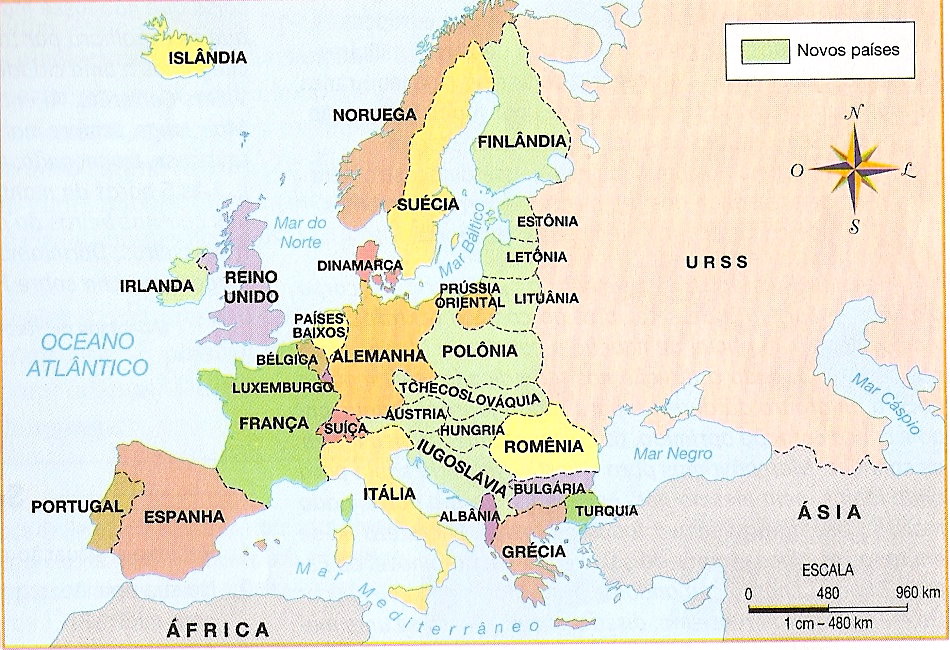 ISLÂNDIA
Novos países
NORUEGA
FINLÂNDIA
N
O
L
S
SUÉCIA
Mar do
Norte
Mar Báltico
ESTÔNIA
LETÔNIA
URSS
DINAMARCA
IRLANDA
REINO
UNIDO
PRÚSSIA
ORIENTAL
LITUÂNIA
PAÍSES
BAIXOS
OCEANO
ATLÂNTICO
BÉLGICA
ALEMANHA
POLÔNIA
LUXEMBURGO
TCHECOSLOVÁQUIA
Mar Cáspio
FRANÇA
SUÍÇA
ÁUSTRIA
HUNGRIA
ROMÊNIA
Mar Negro
IUGOSLÁVIA
ITÁLIA
BULGÁRIA
PORTUGAL
ESPANHA
ALBÂNIA
TURQUIA
ÁSIA
GRÉCIA
Mar Mediterrâneo
ESCALA
0 480 960 km
1 cm – 480 km
ÁFRICA